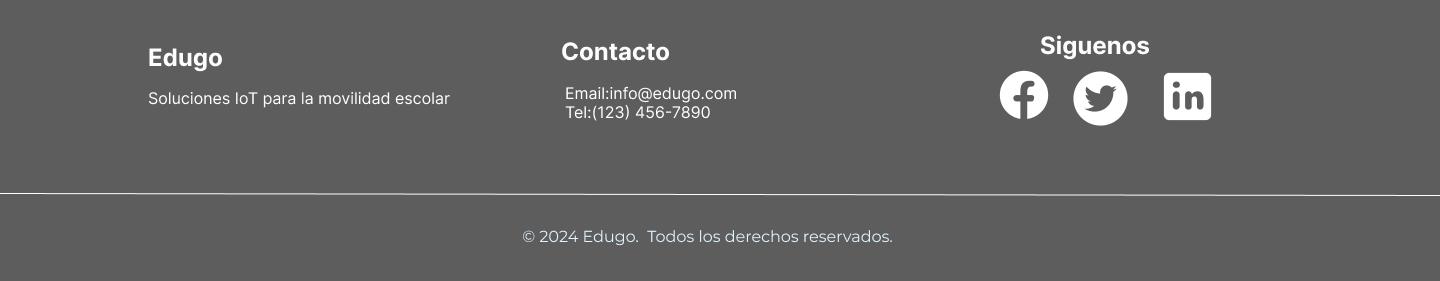 Edugo
Soluciones IoT para la movilidad escolar
Contacto
Email:info@edugo.com
Tel:(123) 456-7890
Siguenos
© 2024 Edugo.  Todos los derechos reservados.